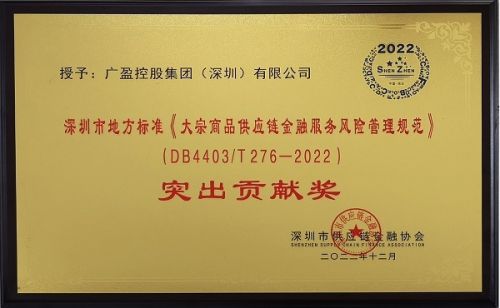 2022
SHEN ZHEN
授予：广盈控股集团（深圳）有限公司
深圳市地方标准《大宗商品供应链金融服务风险管理规范》
（DB4403/T 276—2022）
突出贡献奖
深圳市供应链金融协会
SHENZHEN SUPPLY CHAIN FINANCE ASSOCIATION
二〇二二年十二月